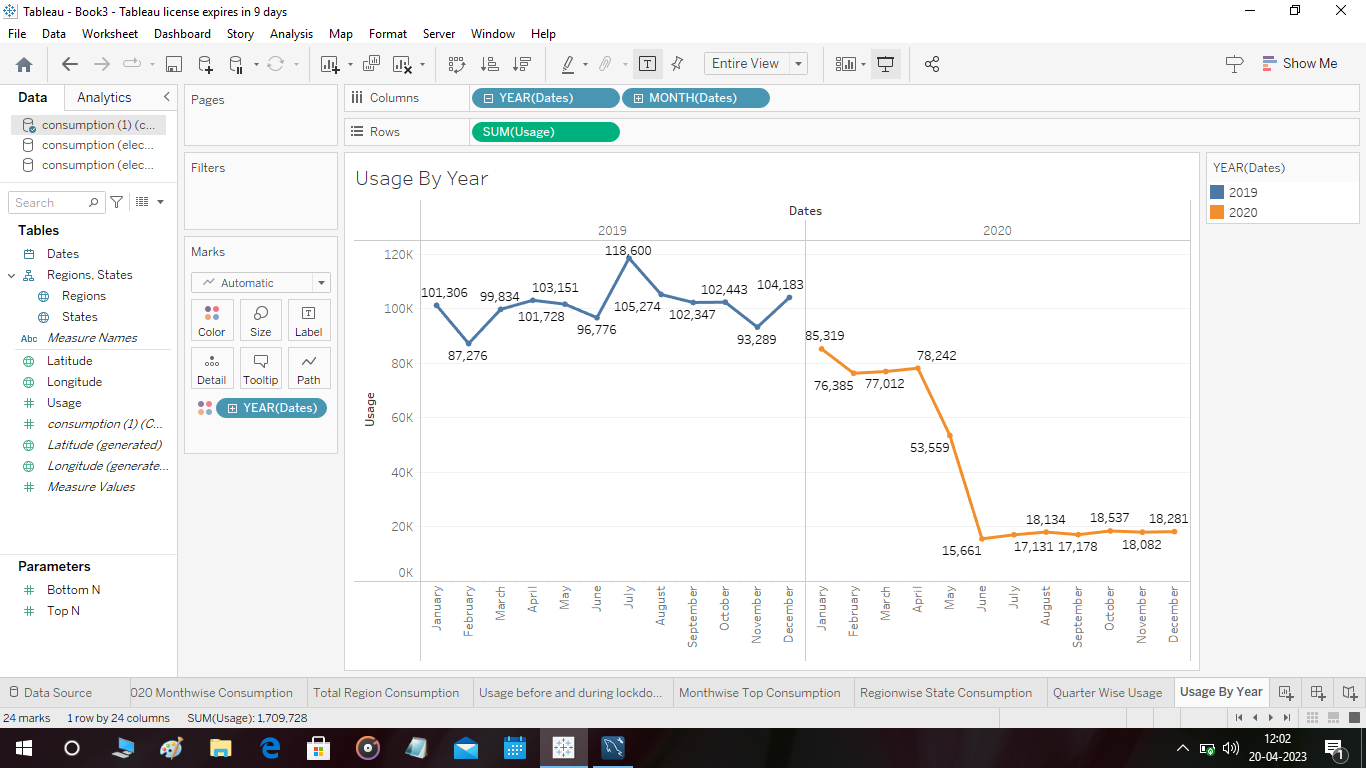 Tableau - Book3 - Tableau license expires in 9 days
File Data Worksheet Dashboard Story Analysis Map Format Server Window Help
Entire View
Show Me
Data Analytics
consumption (1) (c...
consumption (elec...
consumption (elec...
Search
Tables
Dates
Regions, States
Regions
States
Abc Measure Names
Latitude
Longitude
Usage
consumption (1) (C...
Latitude (generated)
Longitude (generate...
Measure Values
Parameters
Bottom N
Top N
Pages
Filters
Marks
Automatic
Color Size Label
Detail Tooltip Path
YEAR(Dates)
Columns YEAR(Dates) MONTH(Dates)
Rows SUM(Usage)
Usage By Year
Dates
2019 2020
Usage
120K
100K
80K
60K
40K
20K
0K
101,306
87,276
99,834
103,151
101,728
96,776
118,600
105,274
102,347
102,443
93,289
104,183
85,319
76,385
77,012
78,242
53,559
15,661
17,131
18,134
17,178
18,537
18,082
18,281
January
February
March
April
May
June
July
August
September
October
November
December
January
February
March
April
May
June
July
August
September
October
November
December
YEAR(Dates)
2019
2020
Data Source 020 Monthwise Consumption Total Region Consumption Usage before and during lockdo... Monthwise Top Consumption Regionwise State Consumption Quarter Wise Usage Usage By Year
24 marks 1 row by 24 columns SUM(Usage): 1,709,728
12:02
20-04-2023
1